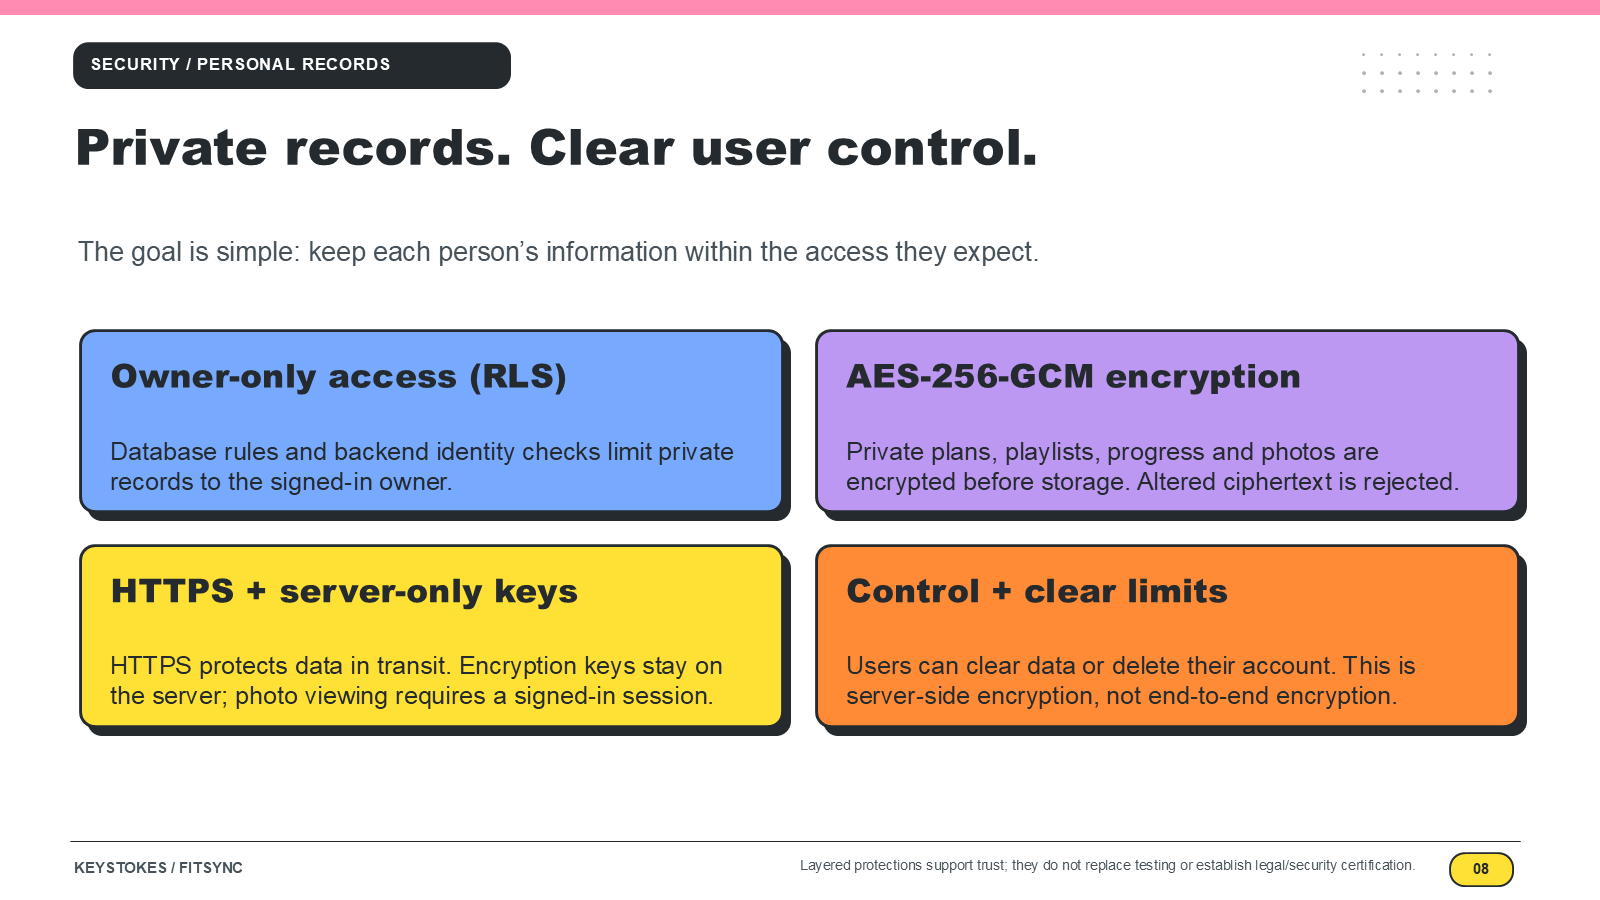 SECURITY / PERSONAL RECORDS
Private records. Clear user control.
The goal is simple: keep each person’s information within the access they expect.
Owner-only access (RLS)
Database rules and backend identity checks limit private
records to the signed-in owner.
AES-256-GCM encryption
Private plans, playlists, progress and photos are
encrypted before storage. Altered ciphertext is rejected.
HTTPS + server-only keys
HTTPS protects data in transit. Encryption keys stay on
the server; photo viewing requires a signed-in session.
Control + clear limits
Users can clear data or delete their account. This is
server-side encryption, not end-to-end encryption.
KEYSTOKES / FITSYNC
Layered protections support trust; they do not replace testing or establish legal/security certification.
08